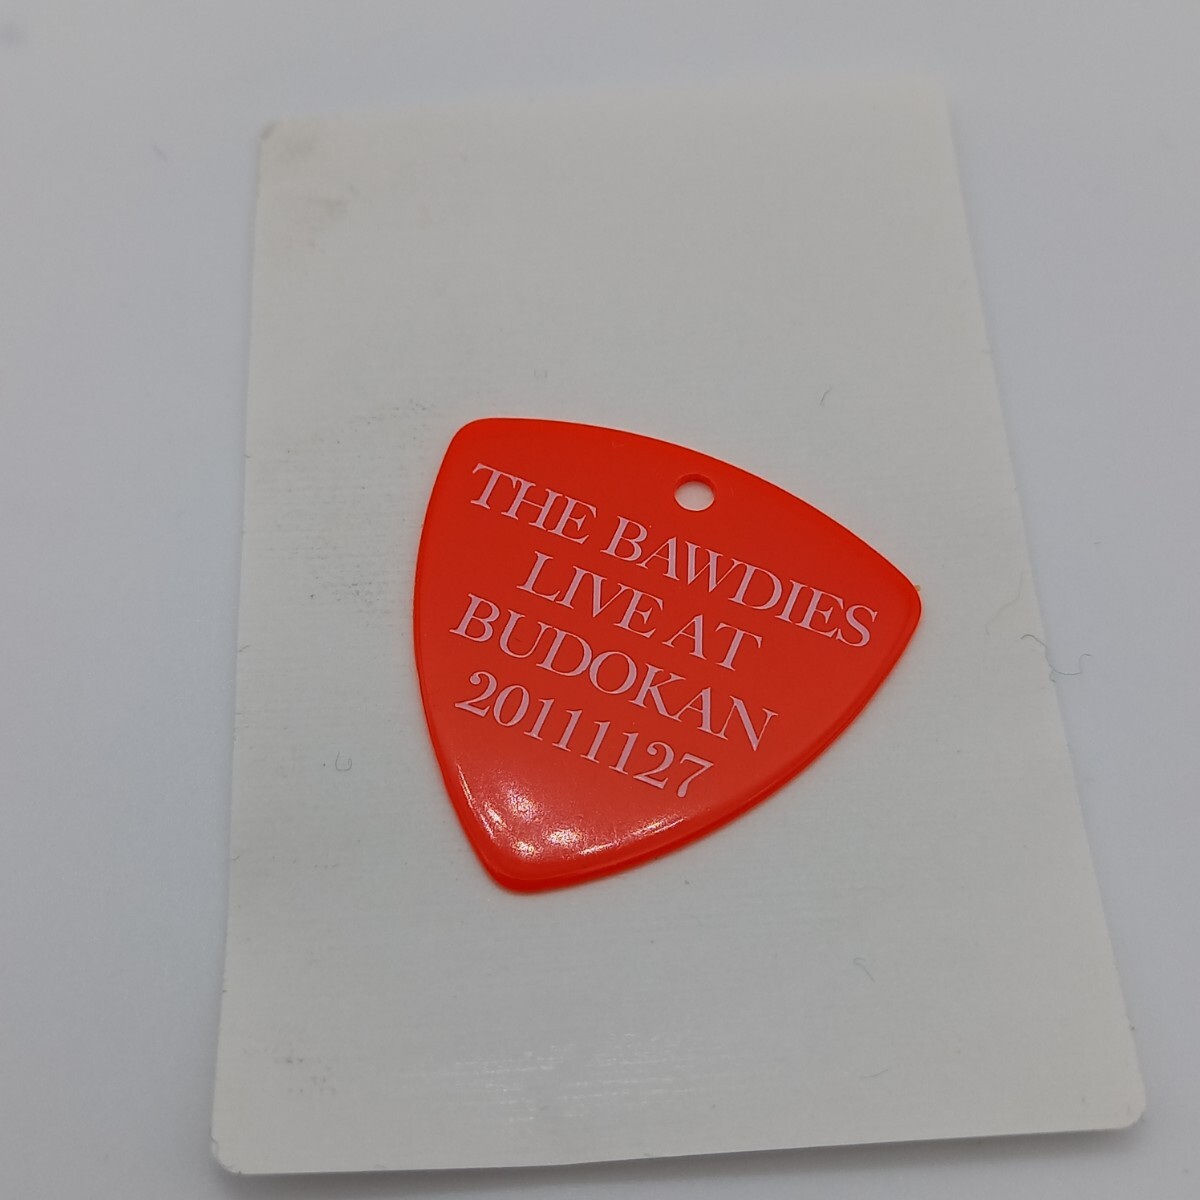 THE BAWDIES
LIVE AT
BUDOKAN
20111127